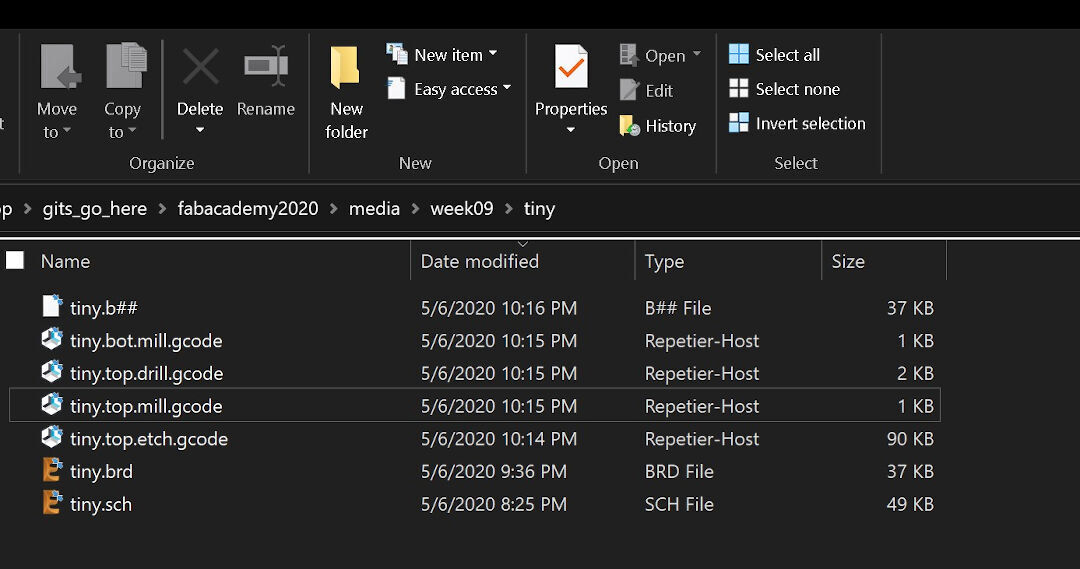 New item
Open
Select all
Move to
Copy to
Delete
Rename
New folder
Easy access
Properties
Edit
Select none
History
Invert selection
Organize
New
Open
Select
gits_go_here > fabacademy2020 > media > week09 > tiny
Name Date modified Type Size
tiny.b## 5/6/2020 10:16 PM B## File 37 KB
tiny.bot.mill.gcode 5/6/2020 10:15 PM Repetier-Host 1 KB
tiny.top.drill.gcode 5/6/2020 10:15 PM Repetier-Host 2 KB
tiny.top.mill.gcode 5/6/2020 10:15 PM Repetier-Host 1 KB
tiny.top.etch.gcode 5/6/2020 10:14 PM Repetier-Host 90 KB
tiny.brd 5/6/2020 9:36 PM BRD File 37 KB
tiny.sch 5/6/2020 8:25 PM SCH File 49 KB